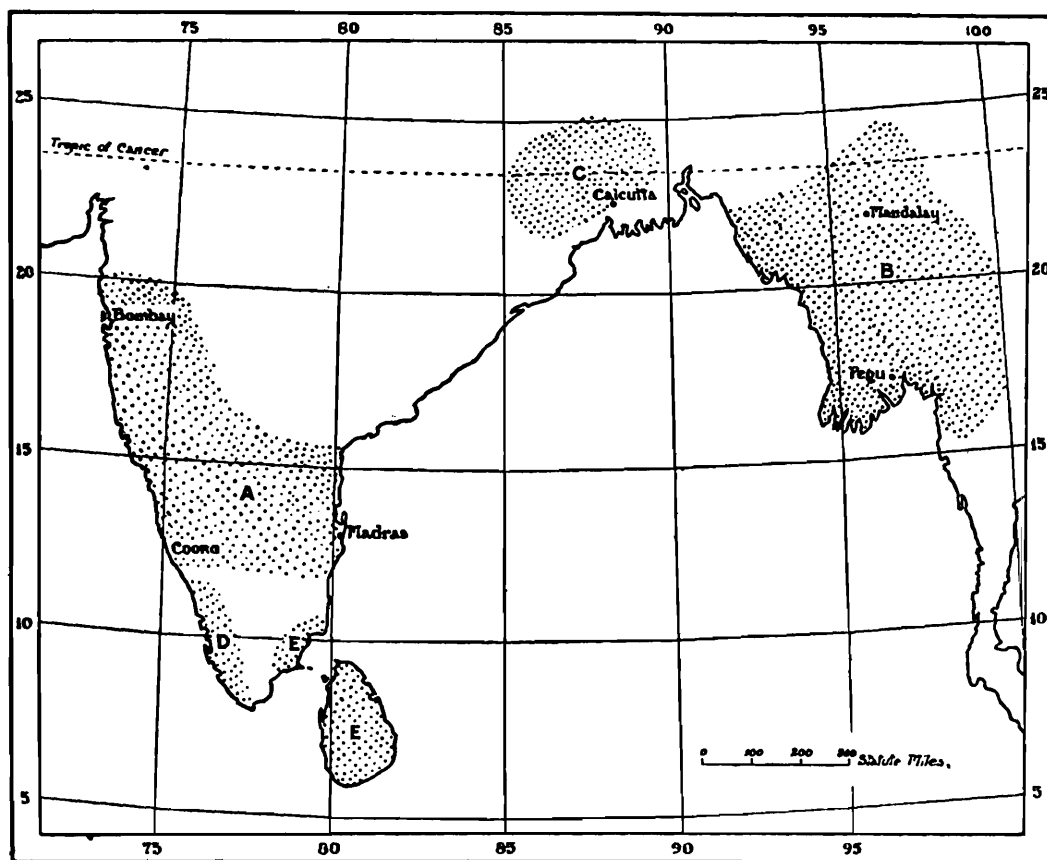 75 80 85 90 95 100
25 25
Tropic of Cancer
C
Calcutta
Mandalay
20 B 20
Bombay
Pegu
15 15
A
Madras
Coorg
10 10
D E
E
0 100 200 300 Statute Miles.
5 5
75 80 85 90 95